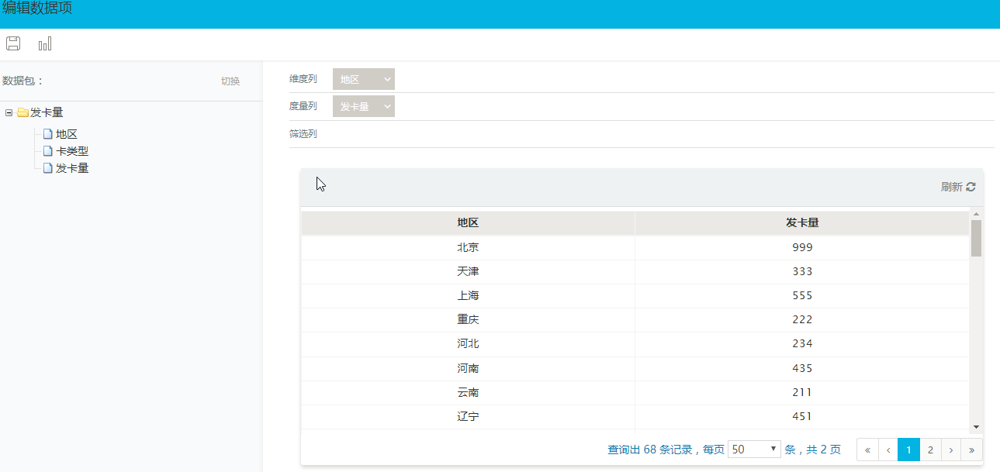 编辑数据项
数据包： 切换
发卡量
地区
卡类型
发卡量
维度列 地区
度量列 发卡量
筛选列
刷新
地区 发卡量
北京 999
天津 333
上海 555
重庆 222
河北 234
河南 435
云南 211
辽宁 451
查询出 68 条记录，每页 50 条，共 2 页 « ‹ 1 2 › »